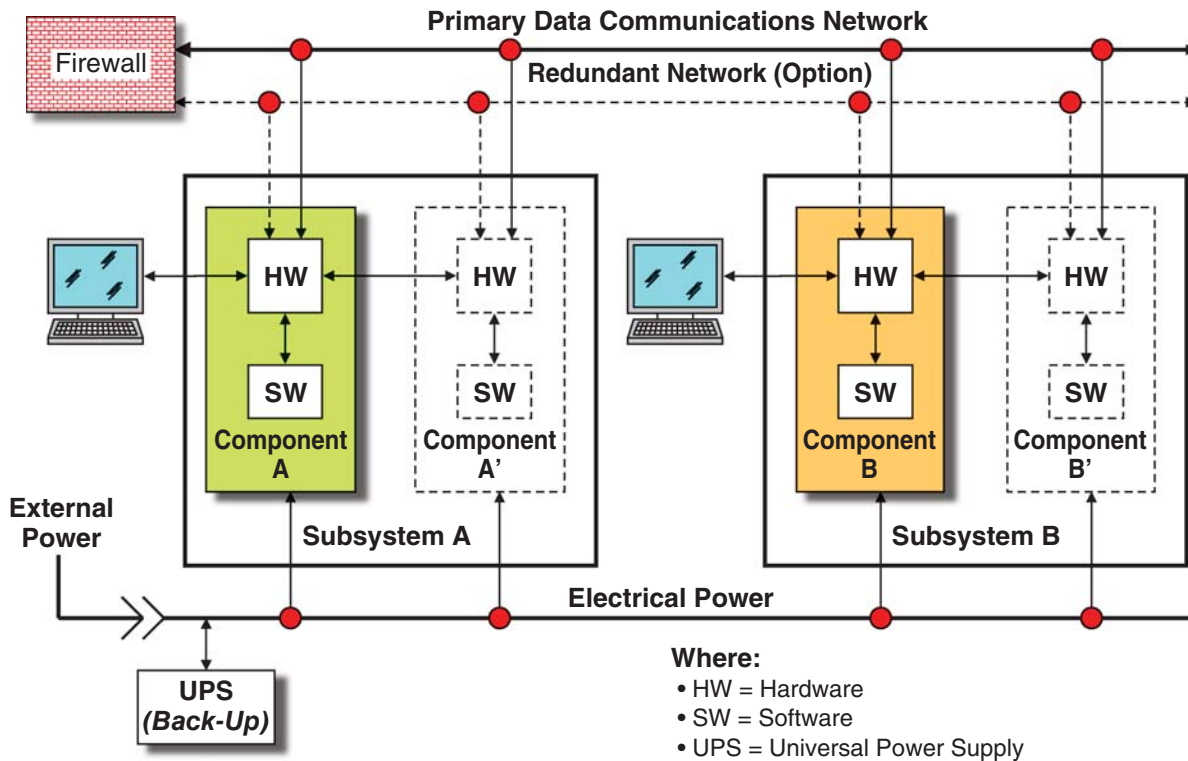 Primary Data Communications Network
Firewall
Redundant Network (Option)
HW
HW
HW
HW
SW
SW
SW
SW
Component
A
Component
A’
Component
B
Component
B’
External
Power
Subsystem A
Subsystem B
Electrical Power
UPS
(Back-Up)
Where:
• HW = Hardware
• SW = Software
• UPS = Universal Power Supply